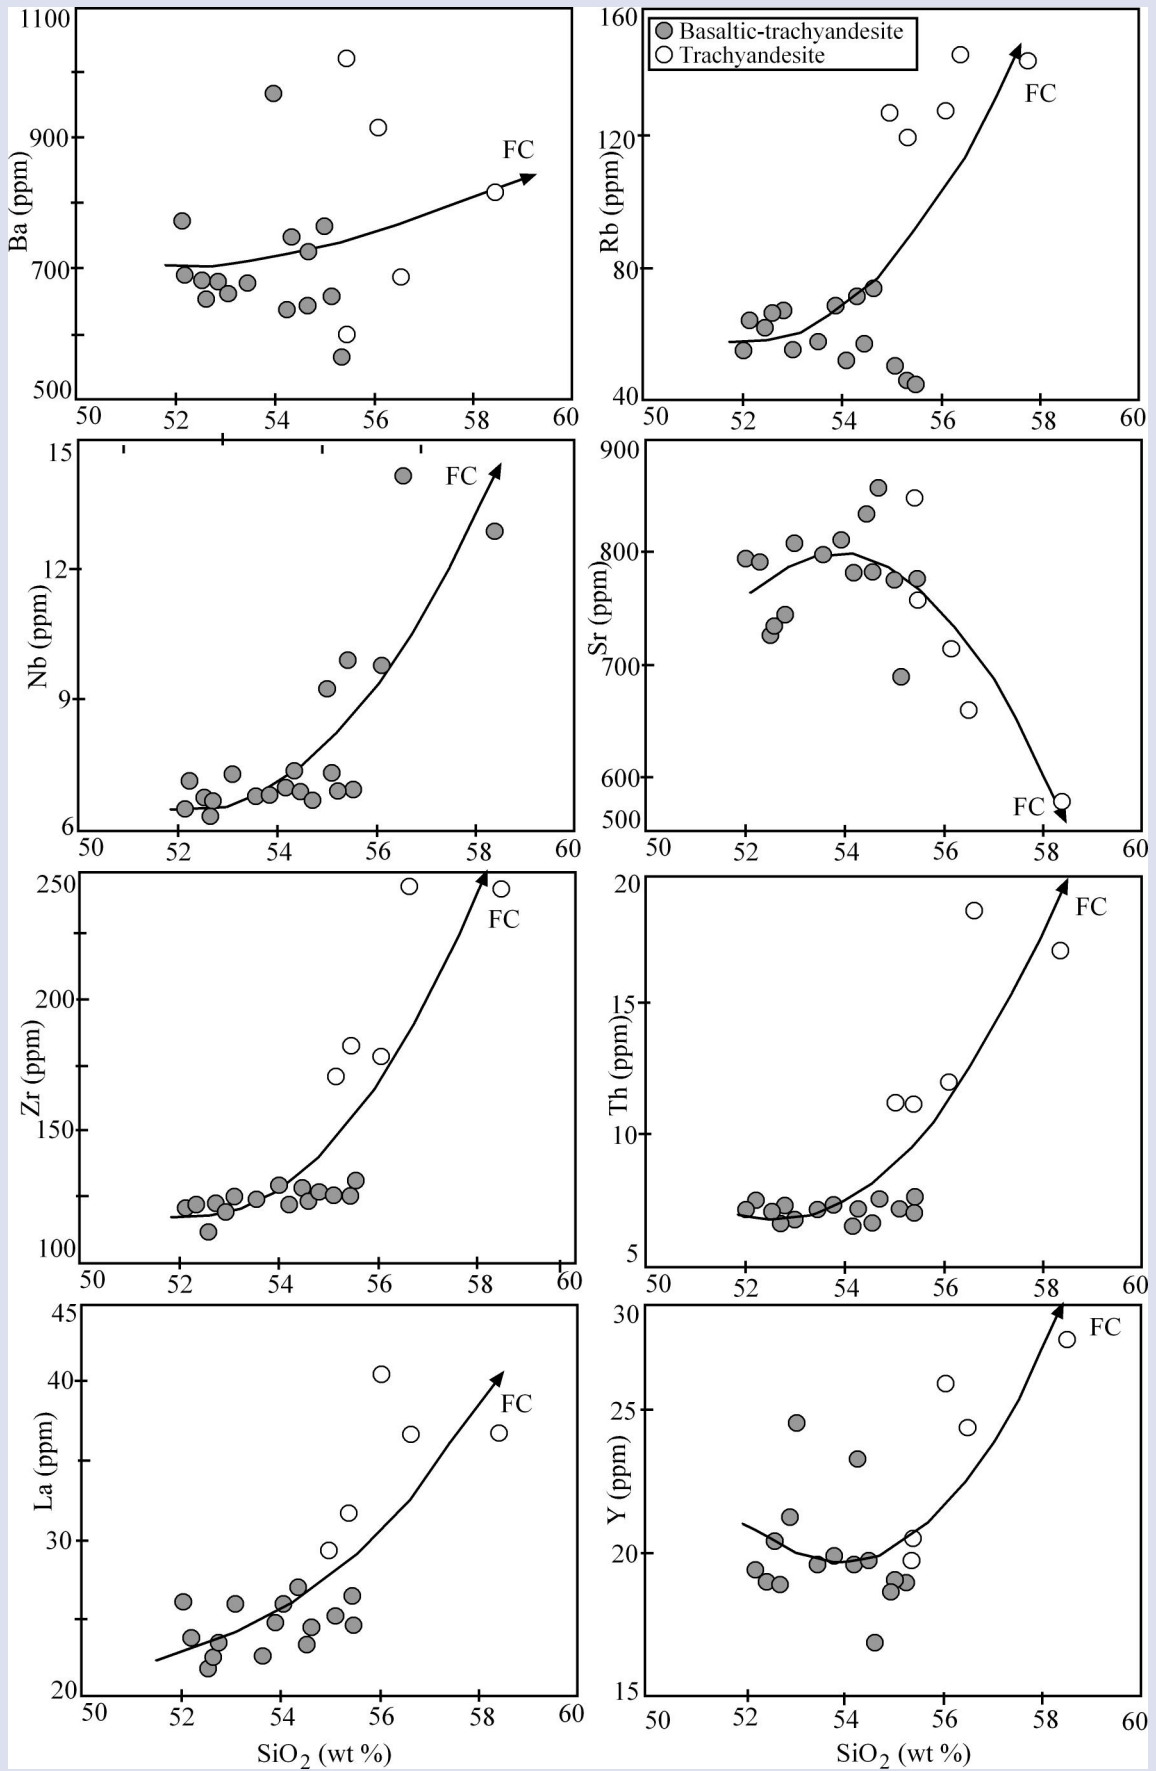 1100
900
700
500
Ba (ppm)
FC
50 52 54 56 58 60
160
120
80
40
Rb (ppm)
Basaltic-trachyandesite
Trachyandesite
FC
50 52 54 56 58 60
15
12
9
6
Nb (ppm)
FC
50 52 54 56 58 60
900
800
700
600
500
Sr (ppm)
FC
50 52 54 56 58 60
250
200
150
100
Zr (ppm)
FC
50 52 54 56 58 60
20
15
10
5
Th (ppm)
FC
50 52 54 56 58 60
45
40
30
20
La (ppm)
FC
50 52 54 56 58 60
SiO2 (wt %)
30
25
20
15
Y (ppm)
FC
50 52 54 56 58 60
SiO2 (wt %)